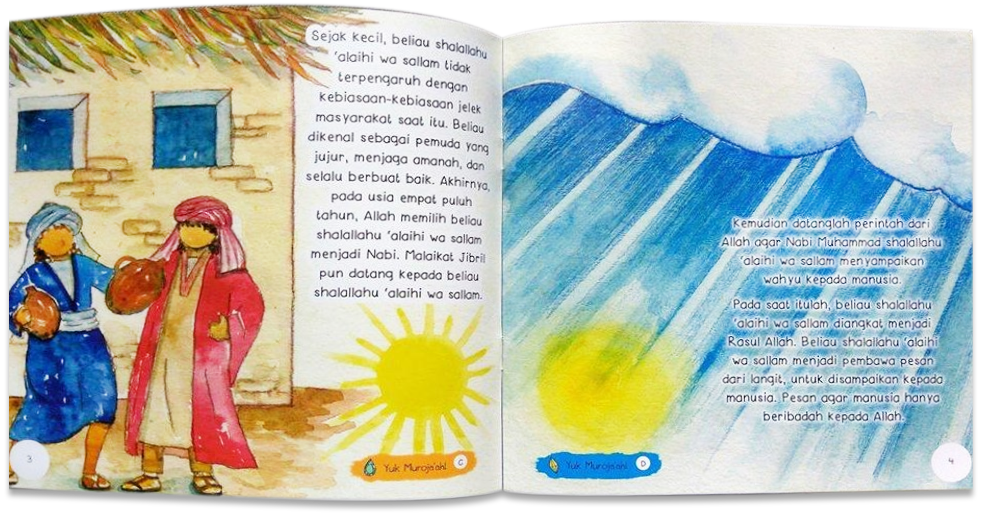 Sejak kecil, beliau shalallahu
'alaihi wa sallam tidak
terpengaruh dengan
kebiasaan-kebiasaan jelek
masyarakat saat itu. Beliau
dikenal sebagai pemuda yang
jujur, menjaga amanah, dan
selalu berbuat baik. Akhirnya,
pada usia empat puluh
tahun, Allah memilih beliau
shalallahu 'alaihi wa sallam
menjadi Nabi. Malaikat Jibril
pun datang kepada beliau
shalallahu 'alaihi wa sallam.
Yuk Muroja'ah! C
3
Kemudian datanglah perintah dari
Allah agar Nabi Muhammad shalallahu
'alaihi wa sallam menyampaikan
wahyu kepada manusia.
Pada saat itulah, beliau shalallahu
'alaihi wa sallam diangkat menjadi
Rasul Allah. Beliau shalallahu 'alaihi
wa sallam menjadi pembawa pesan
dari langit, untuk disampaikan kepada
manusia. Pesan agar manusia hanya
beribadah kepada Allah.
Yuk Muroja'ah! D
4